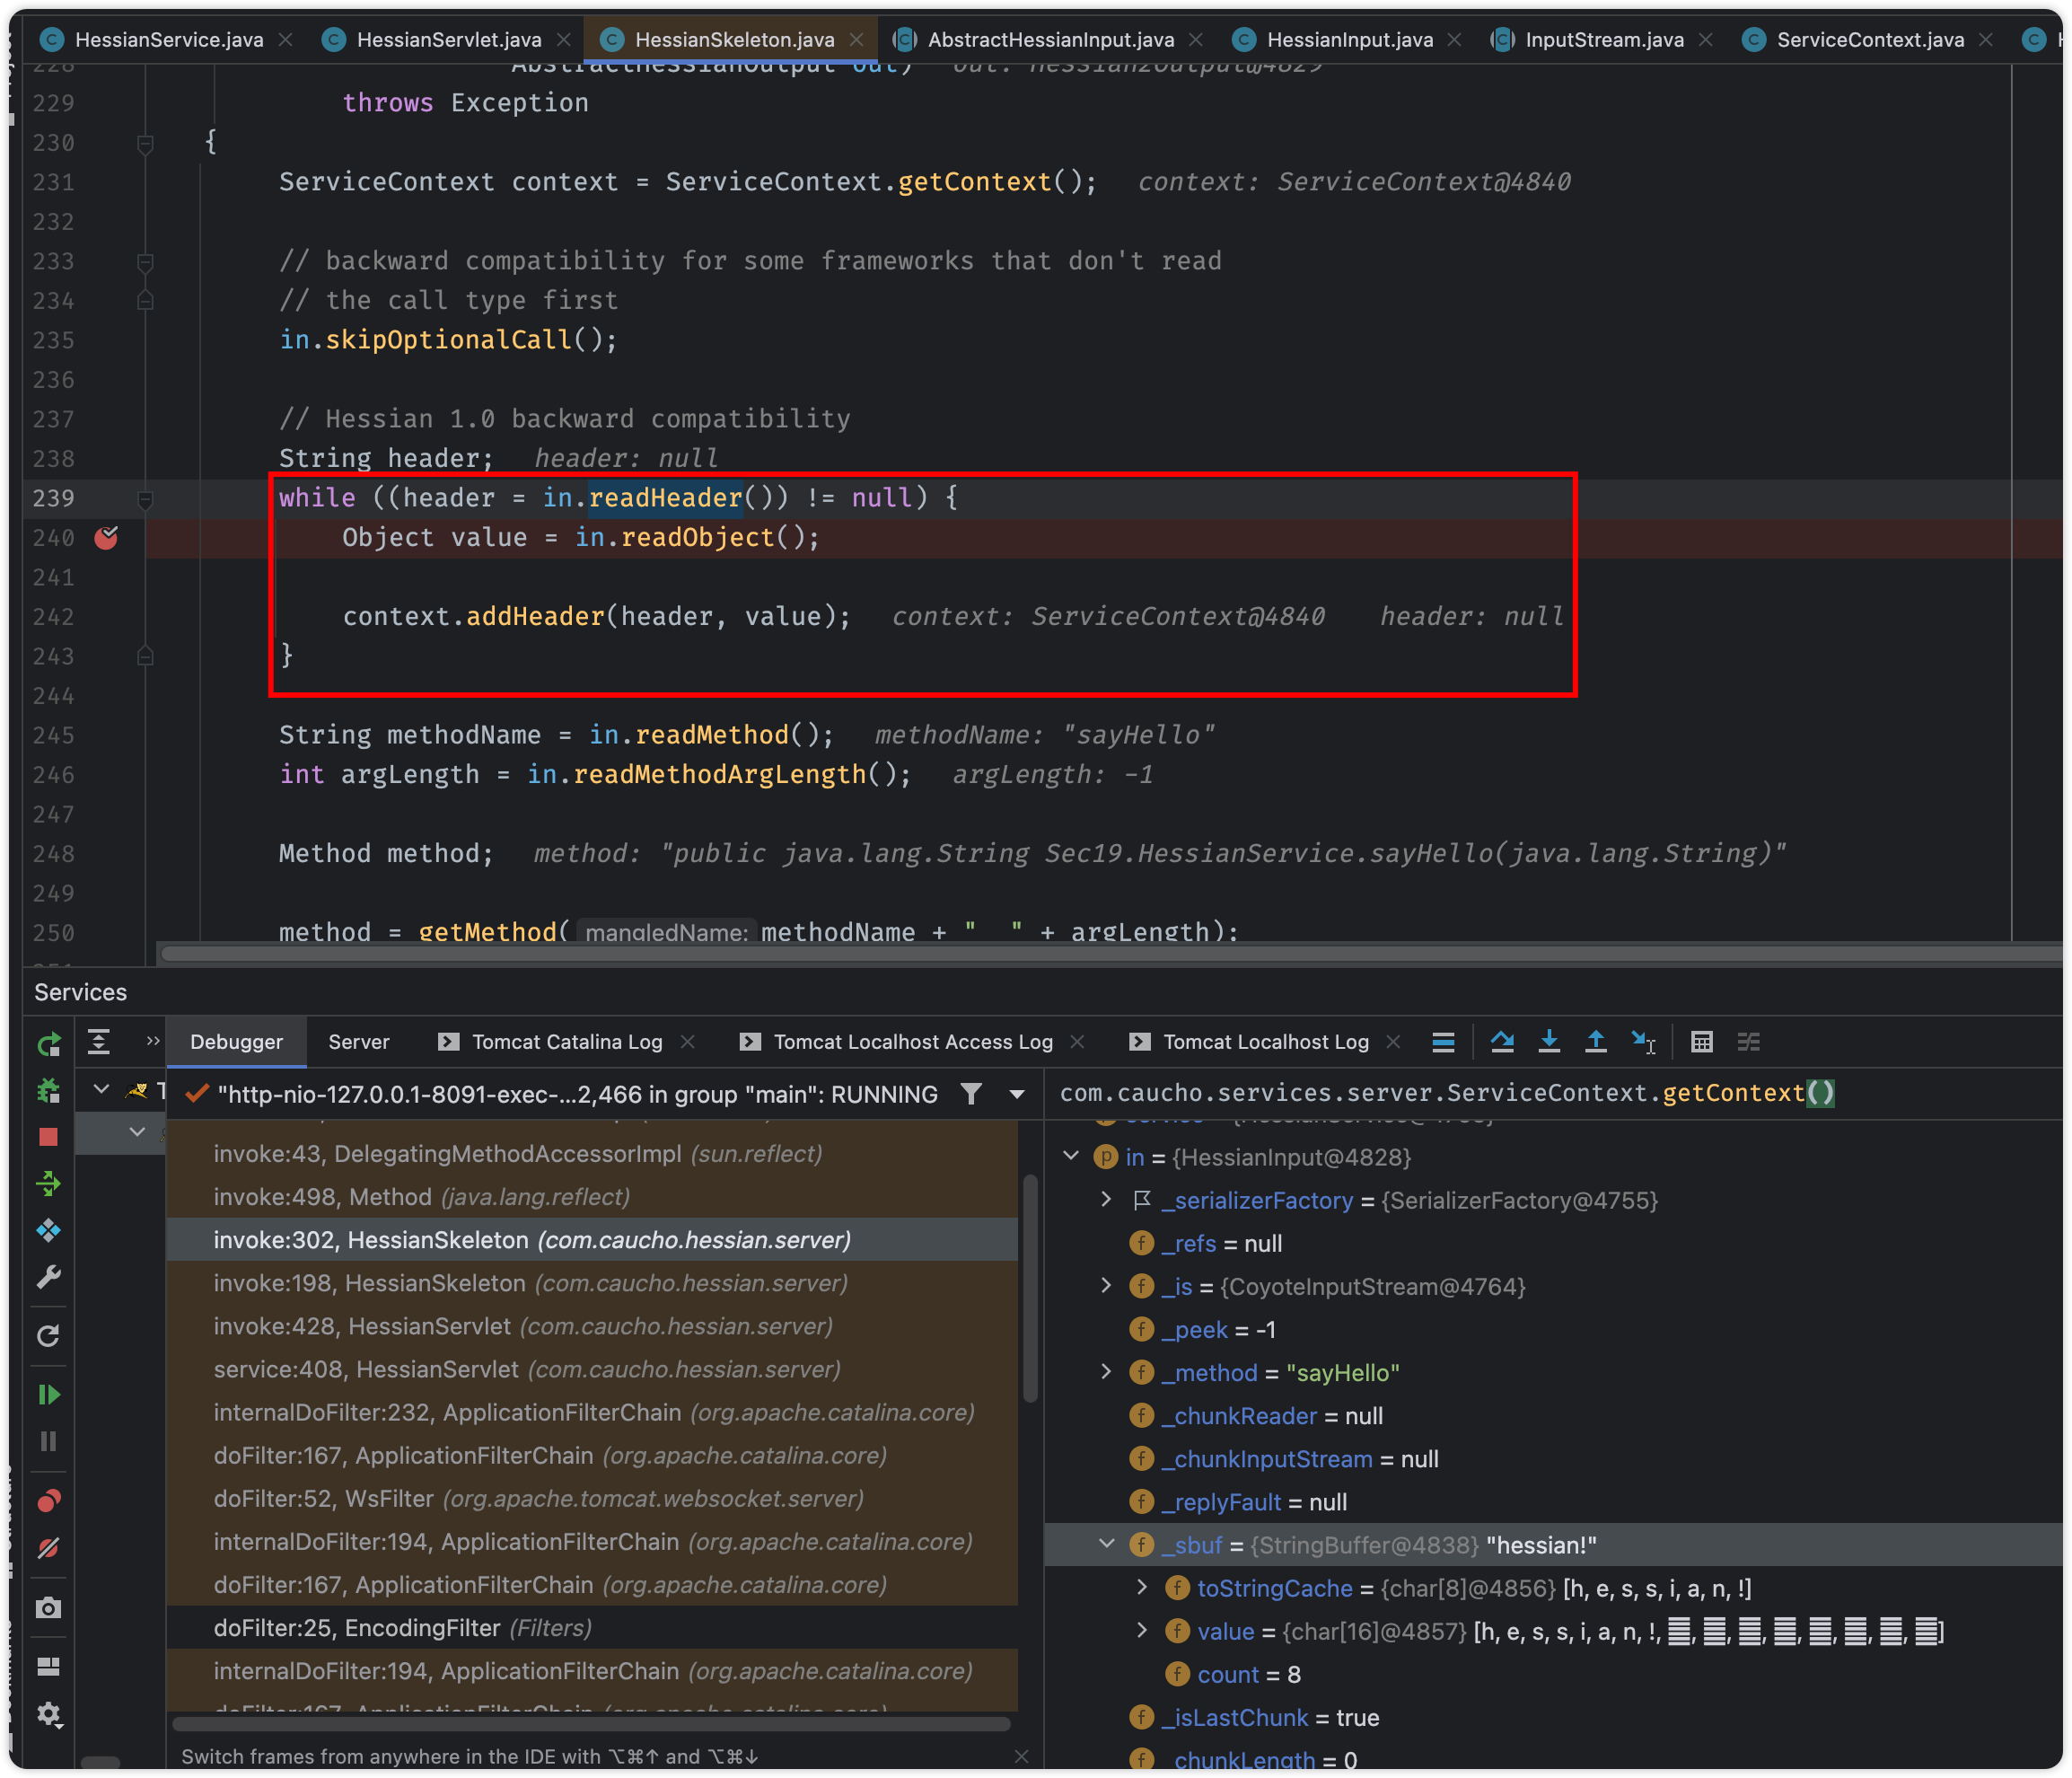 HessianService.java
HessianServlet.java
HessianSkeleton.java
AbstractHessianInput.java
HessianInput.java
InputStream.java
ServiceContext.java
228 AbstractHessianOutput out) out: Hessian2Output@4829
229 throws Exception
230 {
231 ServiceContext context = ServiceContext.getContext(); context: ServiceContext@4840
232
233 // backward compatibility for some frameworks that don't read
234 // the call type first
235 in.skipOptionalCall();
236
237 // Hessian 1.0 backward compatibility
238 String header; header: null
239 while ((header = in.readHeader()) != null) {
240 Object value = in.readObject();
241
242 context.addHeader(header, value); context: ServiceContext@4840 header: null
243 }
244
245 String methodName = in.readMethod(); methodName: "sayHello"
246 int argLength = in.readMethodArgLength(); argLength: -1
247
248 Method method; method: "public java.lang.String Sec19.HessianService.sayHello(java.lang.String)"
249
250 method = getMethod( mangledName: methodName + "__" + argLength);
Services
Debugger
Server
Tomcat Catalina Log
Tomcat Localhost Access Log
Tomcat Localhost Log
"http-nio-127.0.0.1-8091-exec-...2,466 in group "main": RUNNING
invoke:43, DelegatingMethodAccessorImpl (sun.reflect)
invoke:498, Method (java.lang.reflect)
invoke:302, HessianSkeleton (com.caucho.hessian.server)
invoke:198, HessianSkeleton (com.caucho.hessian.server)
invoke:428, HessianServlet (com.caucho.hessian.server)
service:408, HessianServlet (com.caucho.hessian.server)
internalDoFilter:232, ApplicationFilterChain (org.apache.catalina.core)
doFilter:167, ApplicationFilterChain (org.apache.catalina.core)
doFilter:52, WsFilter (org.apache.tomcat.websocket.server)
internalDoFilter:194, ApplicationFilterChain (org.apache.catalina.core)
doFilter:167, ApplicationFilterChain (org.apache.catalina.core)
doFilter:25, EncodingFilter (Filters)
internalDoFilter:194, ApplicationFilterChain (org.apache.catalina.core)
doFilter:167, ApplicationFilterChain (org.apache.catalina.core)
Switch frames from anywhere in the IDE with ⌥⌘↑ and ⌥⌘↓
com.caucho.services.server.ServiceContext.getContext()
in = {HessianInput@4828}
_serializerFactory = {SerializerFactory@4755}
_refs = null
_is = {CoyoteInputStream@4764}
_peek = -1
_method = "sayHello"
_chunkReader = null
_chunkInputStream = null
_replyFault = null
_sbuf = {StringBuffer@4838} "hessian!"
toStringCache = {char[8]@4856} [h, e, s, s, i, a, n, !]
value = {char[16]@4857} [h, e, s, s, i, a, n, !, , , , , , , , ]
count = 8
_isLastChunk = true
_chunkLength = 0